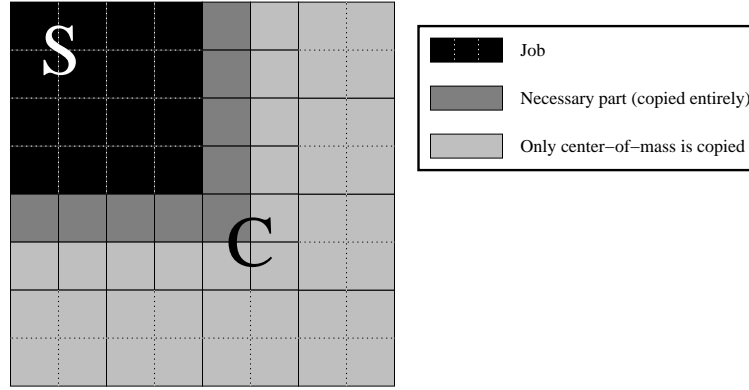 S
C
Job
Necessary part (copied entirely)
Only center−of−mass is copied